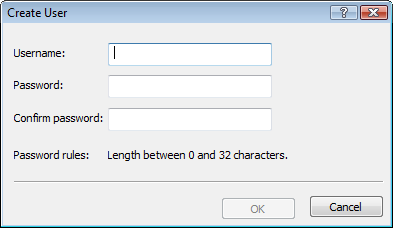 Create User
Username:
Password:
Confirm password:
Password rules: Length between 0 and 32 characters.
OK Cancel